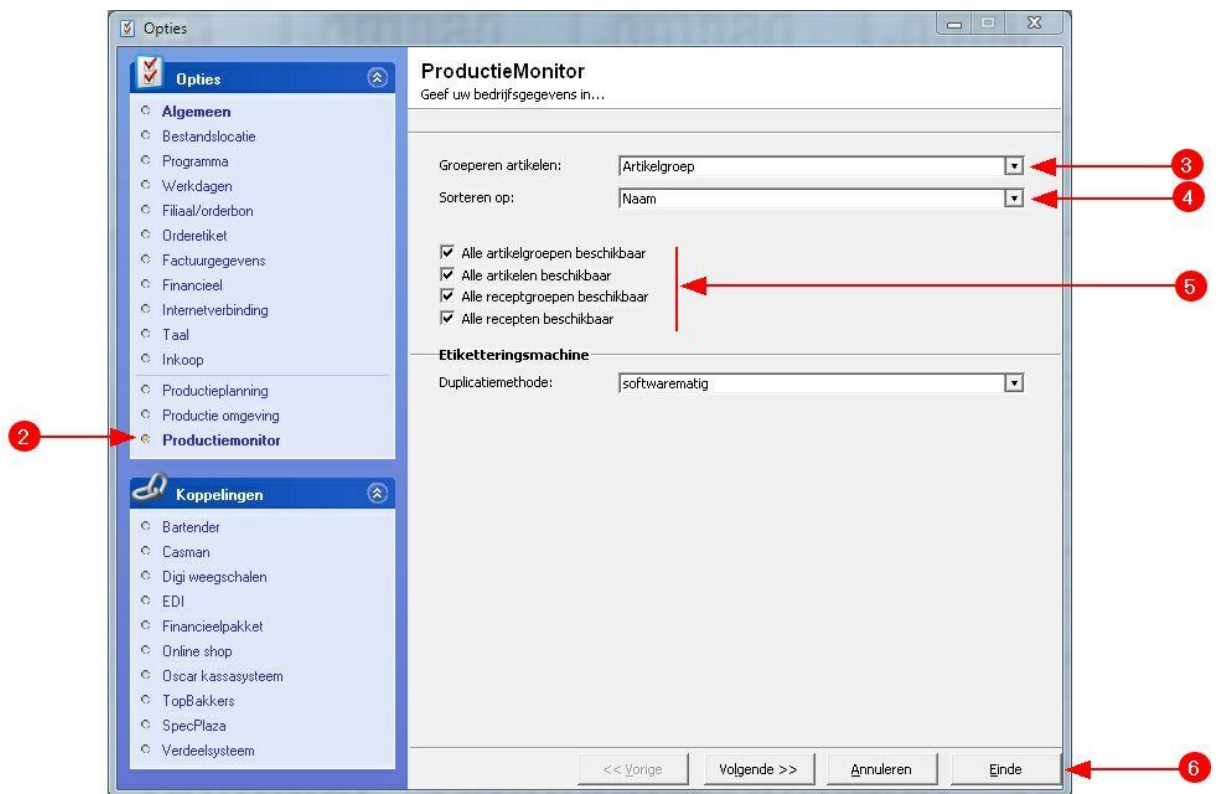 Opties
Opties
Algemeen
Bestandslocatie
Programma
Werkdagen
Filiaal/orderbon
Orderetiket
Factuurgegevens
Financieel
Internetverbinding
Taal
Inkoop
Productieplanning
Productie omgeving
2
Productiemonitor
Koppelingen
Bartender
Casman
Digi weegschalen
EDI
Financieelpakket
Online shop
Oscar kassasysteem
TopBakkers
SpecPlaza
Verdeelsysteem
ProductieMonitor
Geef uw bedrijfsgegevens in...
Groeperen artikelen: Artikelgroep 3
Sorteren op: Naam 4
Alle artikelgroepen beschikbaar
Alle artikelen beschikbaar
5
Alle receptgroepen beschikbaar
Alle recepten beschikbaar
Etiketteringsmachine
Duplicatiemethode: softwarematig
<< Vorige Volgende >> Annuleren Einde 6